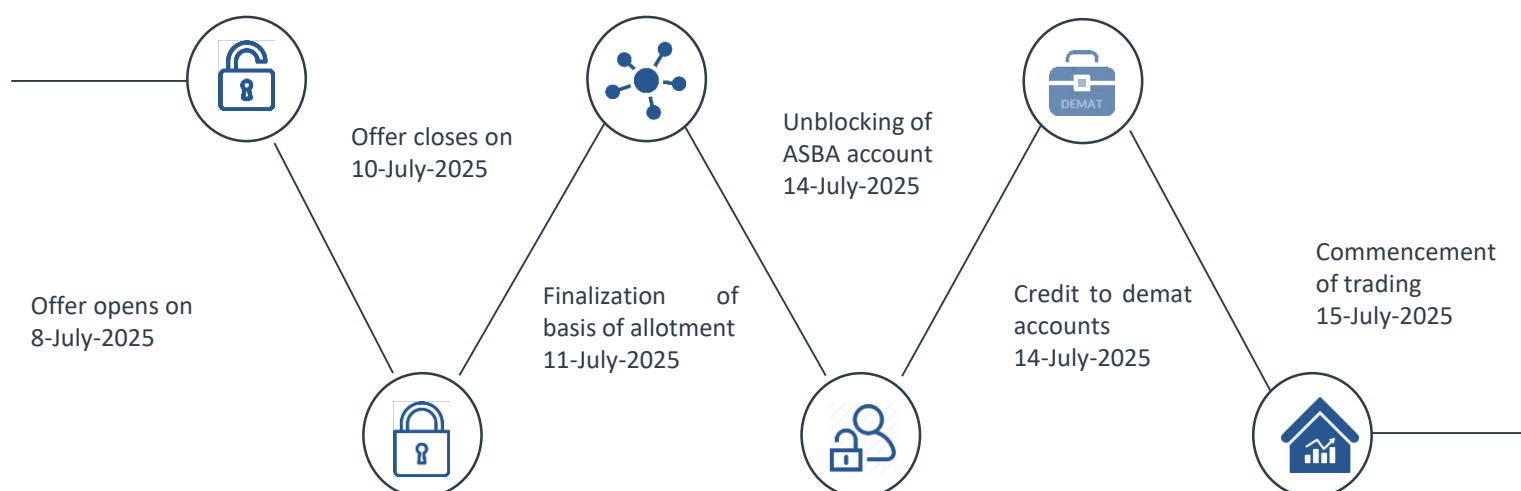 Offer opens on
8-July-2025
Offer closes on
10-July-2025
Finalization of
basis of allotment
11-July-2025
Unblocking of
ASBA account
14-July-2025
DEMAT
Credit to demat
accounts
14-July-2025
Commencement
of trading
15-July-2025